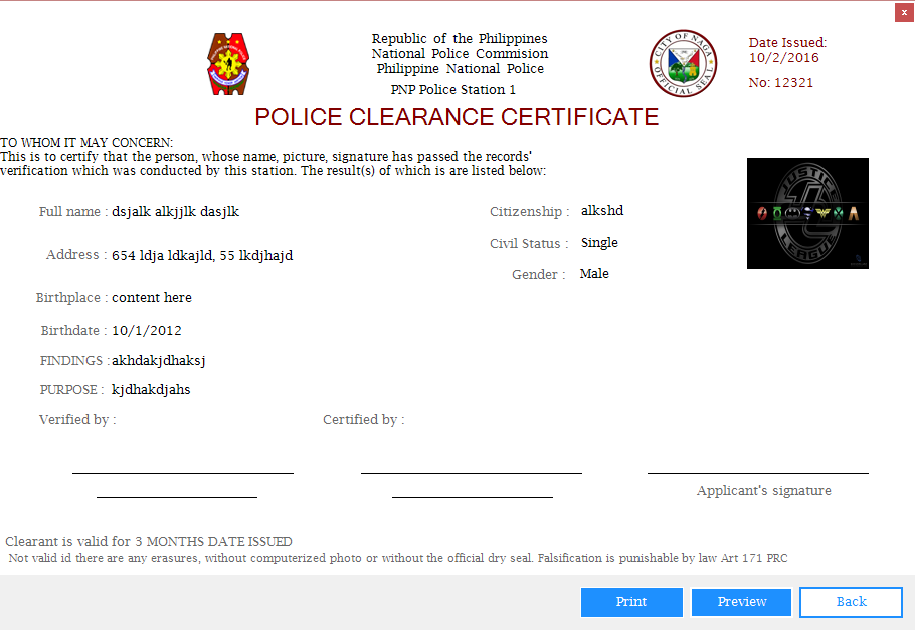 x
Republic of the Philippines
National Police Commision
Philippine National Police
PNP Police Station 1
CITY OF NAGA
OFFICIAL SEAL
Date Issued:
10/2/2016
No: 12321
POLICE CLEARANCE CERTIFICATE
TO WHOM IT MAY CONCERN:
This is to certify that the person, whose name, picture, signature has passed the records'
verification which was conducted by this station. The result(s) of which is are listed below:
JUSTICE
LEAGUE
Full name : dsjalk alkjjlk dasjlk
Citizenship : alkshd
Address : 654 ldja ldkajld, 55 lkdjhajd
Civil Status : Single
Gender : Male
Birthplace : content here
Birthdate : 10/1/2012
FINDINGS : akhdakjdhaksj
PURPOSE : kjdhakdjahs
Verified by :
Certified by :
Applicant's signature
Clearant is valid for 3 MONTHS DATE ISSUED
Not valid id there are any erasures, without computerized photo or without the official dry seal. Falsification is punishable by law Art 171 PRC
Print
Preview
Back